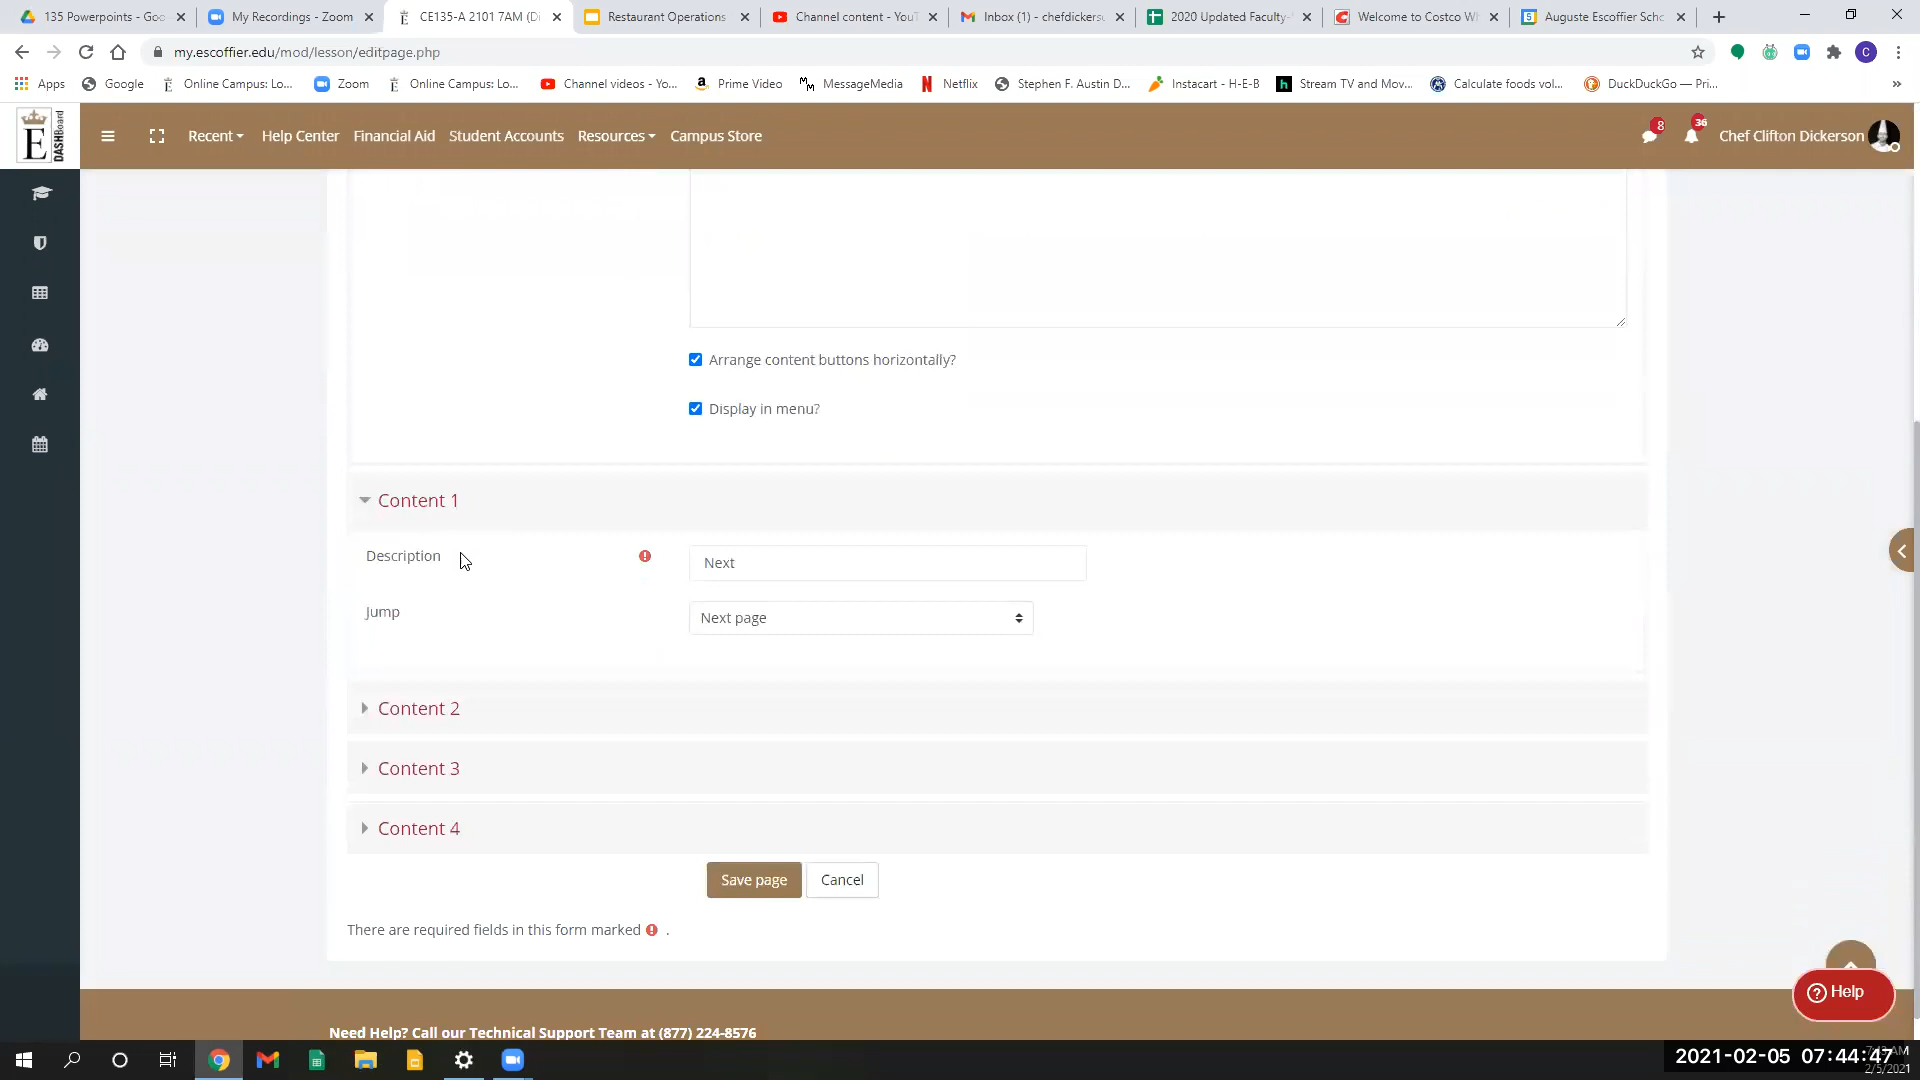 135 Powerpoints - Goo
My Recordings - Zoom
CE135-A 2101 7AM (Di
Restaurant Operations
Channel content - YouT
Inbox (1) - chefdickerso
2020 Updated Faculty-
Welcome to Costco Wh
Auguste Escoffier Scho
my.escoffier.edu/mod/lesson/editpage.php
Apps
Google
Online Campus: Lo...
Zoom
Online Campus: Lo...
Channel videos - Yo...
Prime Video
MessageMedia
Netflix
Stephen F. Austin D...
Instacart - H-E-B
Stream TV and Mov...
Calculate foods vol...
DuckDuckGo — Pri...
E DASHBoard
Recent
Help Center
Financial Aid
Student Accounts
Resources
Campus Store
8
36
Chef Clifton Dickerson
Arrange content buttons horizontally?
Display in menu?
Content 1
Description
Next
Jump
Next page
Content 2
Content 3
Content 4
Save page
Cancel
There are required fields in this form marked .
Help
Need Help? Call our Technical Support Team at (877) 224-8576
2021-02-05 07:44:47
2/5/2021